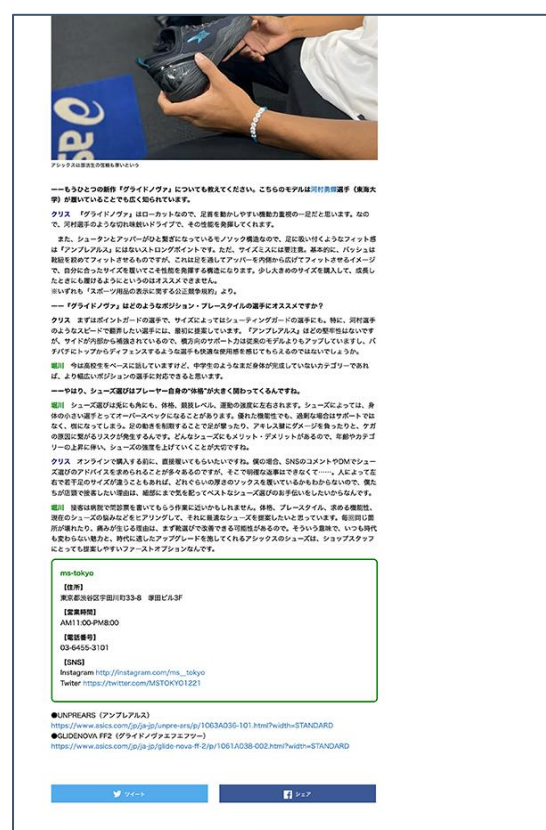 asics
アシックスは部活生の信頼も厚いという
ーーもうひとつの新作『グライドノヴァ』についても教えてください。こちらのモデルは河村勇輝選手（東海大
学）が履いていることでも広く知られています。
クリス 『グライドノヴァ』はローカットなので、足首を動かしやすい機動力重視の一足だと思います。なの
で、河村選手のような切れ味鋭いドライブで、その性能を発揮してくれます。
また、シュータンとアッパーがひと繋ぎになっているモノソック構造なので、足に吸い付くようなフィット感
は『アンプレアルス』にはないストロングポイントです。ただ、サイズミスには要注意。基本的に、バッシュは
靴紐を絞めてフィットさせるものですが、これは足を通してアッパーを内側から広げてフィットさせるイメージ
で、自分に合ったサイズを履いてこそ性能を発揮する構造になります。少し大きめのサイズを購入して、成長し
たときにも履けるようにというのはオススメできません。
※いずれも「スポーツ用品の表示に関する公正競争規約」より。
ーー『グライドノヴァ』はどのようなポジション・プレースタイルの選手にオススメですか？
クリス まずはポイントガードの選手で、サイズによってはシューティングガードの選手にも。特に、河村選手
のようなスピードで翻弄したい選手には、最初に提案しています。『アンプレアルス』ほどの堅牢性はないです
が、サイドが内部から補強されているので、横方向のサポート力は従来のモデルよりもアップしていますし、バ
チバチにトップからディフェンスするような選手も快適な使用感を感じてもらえるのではないでしょうか。
堀川 今は高校生をベースに話していますけど、中学生のようなまだ身体が完成していないカテゴリーであれ
ば、より幅広いポジションの選手に対応できると思います。
ーーやはり、シューズ選びはプレーヤー自身の“体格”が大きく関わってくるんですね。
堀川 シューズ選びは兎にも角にも、体格、競技レベル、運動の強度に左右されます。シューズによっては、身
体の小さい選手とってオーバースペックになることがあります。優れた機能性でも、過剰な場合はサポートでは
なく、枷になってしまう。足の動きを制限することで足が攣ったり、アキレス腱にダメージを負ったりと、ケガ
の原因に繋がるリスクが発生するんです。どんなシューズにもメリット・デメリットがあるので、年齢やカテゴ
リーの上昇に伴い、シューズの強度を上げていくことが大切ですね。
クリス オンラインで購入する前に、直接履いてもらいたいですね。僕の場合、SNSのコメントやDMでシュー
ズ選びのアドバイスを求められることが多々あるのですが、そこで明確な返事はできなくて……。人によって左
右で若干足のサイズが違うこともあれば、どれぐらいの厚さのソックスを履いているかもわからないので、僕た
ちが店頭で接客したい理由は、細部にまで気を配ってベストなシューズ選びのお手伝いをしたいからなんです。
堀川 接客は病院で問診票を書いてもらう作業に近いかもしれません。体格、プレースタイル、求める機能性、
現在のシューズの悩みなどをヒアリングして、それに最適なシューズを提案したいと思っています。毎回同じ箇
所が壊れたり、痛みが生じる理由は、まず靴選びで改善できる可能性があるので。そういう意味で、いつも時代
も変わらない魅力と、時代に適したアップグレードを施してくれるアシックスのシューズは、ショップスタッフ
にとっても提案しやすいファーストオプションなんです。
ms-tokyo
【住所】
東京都渋谷区宇田川町33-8 塚田ビル3F
【営業時間】
AM11:00-PM8:00
【電話番号】
03-6455-3101
【SNS】
Instagram http://instagram.com/ms__tokyo
Twiter https://twitter.com/MSTOKYO1221
●UNPREARS（アンプレアルス）
https://www.asics.com/jp/ja-jp/unpre-ars/p/1063A036-101.html?width=STANDARD
●GLIDENOVA FF2（グライドノヴァエフエフツー）
https://www.asics.com/jp/ja-jp/glide-nova-ff-2/p/1061A038-002.html?width=STANDARD
ツイート
シェア